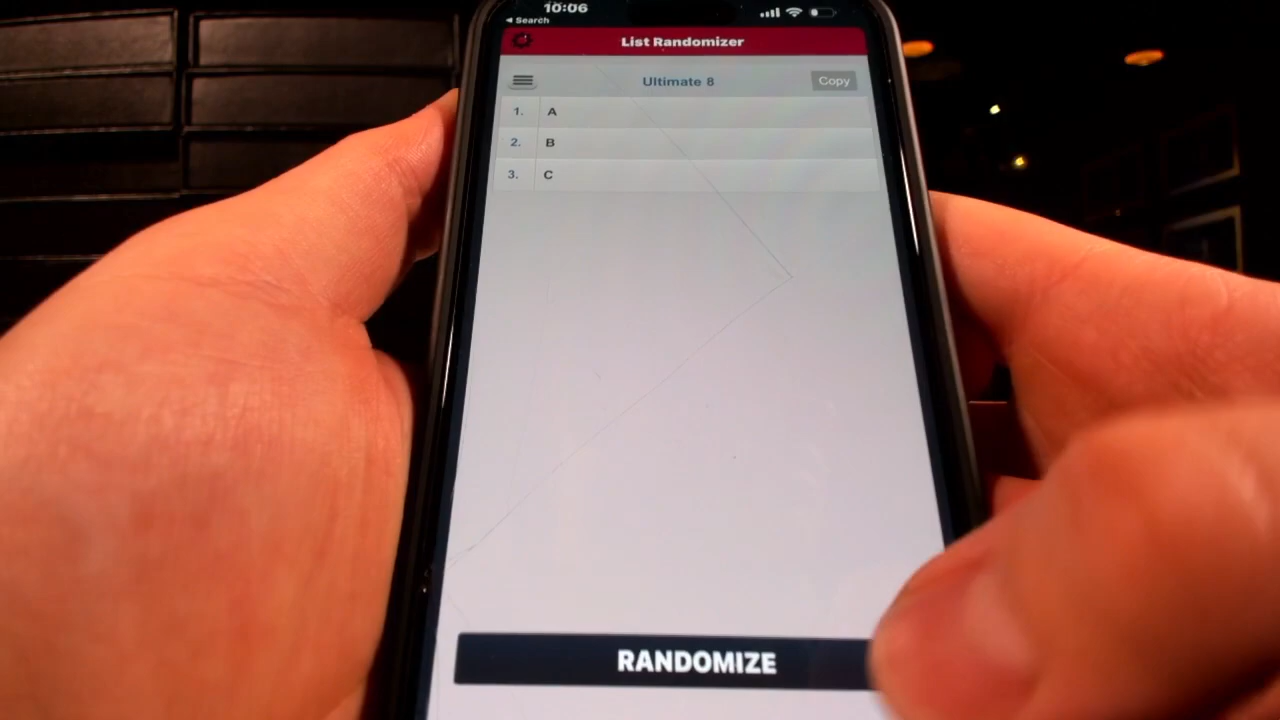 10:06
Search
List Randomizer
Ultimate 8
Copy
1. A
2. B
3. C
RANDOMIZE